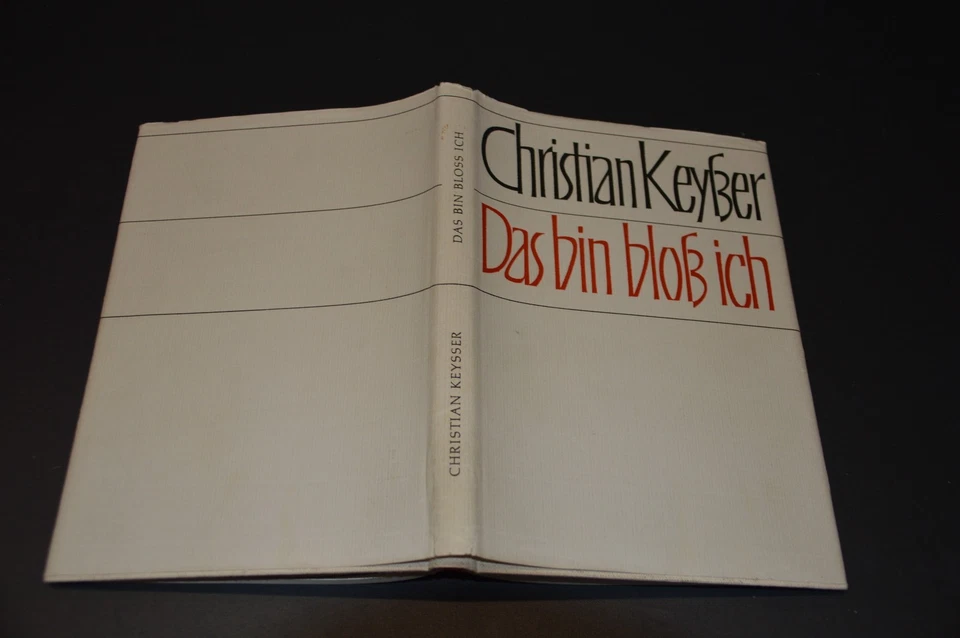 Christian Keyßer
Das bin bloß ich
DAS BIN BLOSS ICH
CHRISTIAN KEYSSER